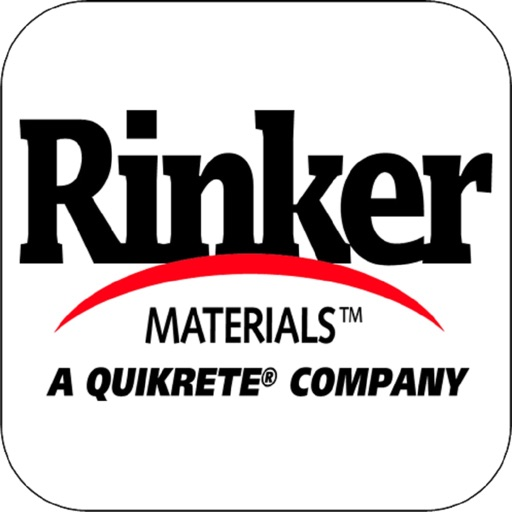 Rinker
MATERIALS™
A QUIKRETE® COMPANY